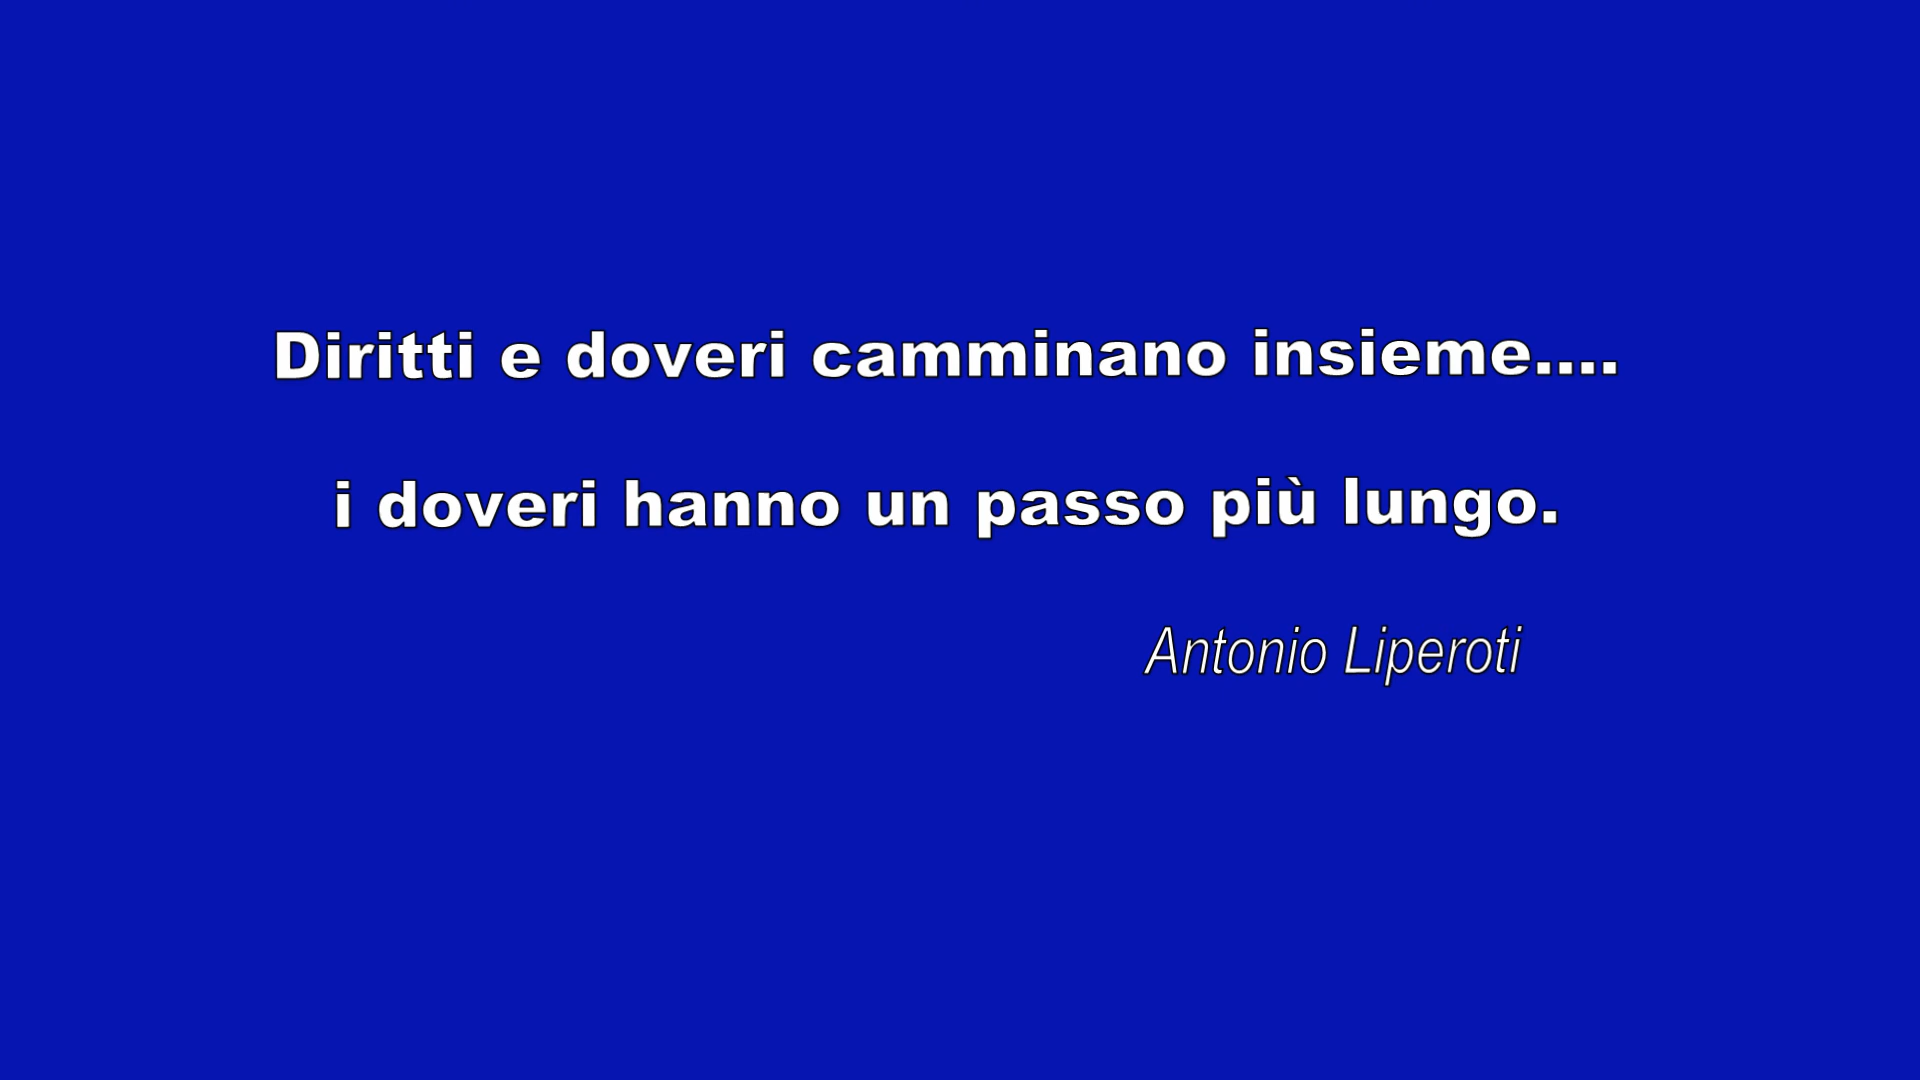 Diritti e doveri camminano insieme....
i doveri hanno un passo più lungo.
Antonio Liperoti